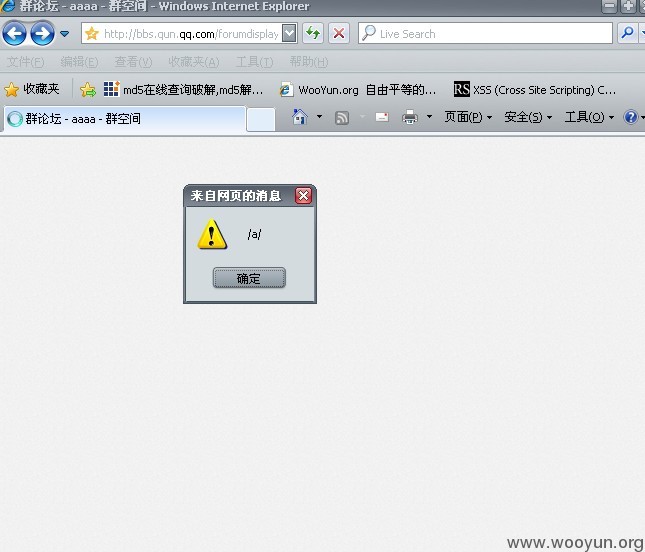 群论坛 - aaaa - 群空间 - Windows Internet Explorer
http://bbs.qun.qq.com/forumdisplay
Live Search
文件(F) 编辑(E) 查看(V) 收藏夹(A) 工具(T) 帮助(H)
收藏夹 md5在线查询破解,md5解... WooYun.org 自由平等的... RS XSS (Cross Site Scripting) C...
群论坛 - aaaa - 群空间 页面(P) 安全(S) 工具(O)
来自网页的消息
/a/
确定
www.wooyun.org